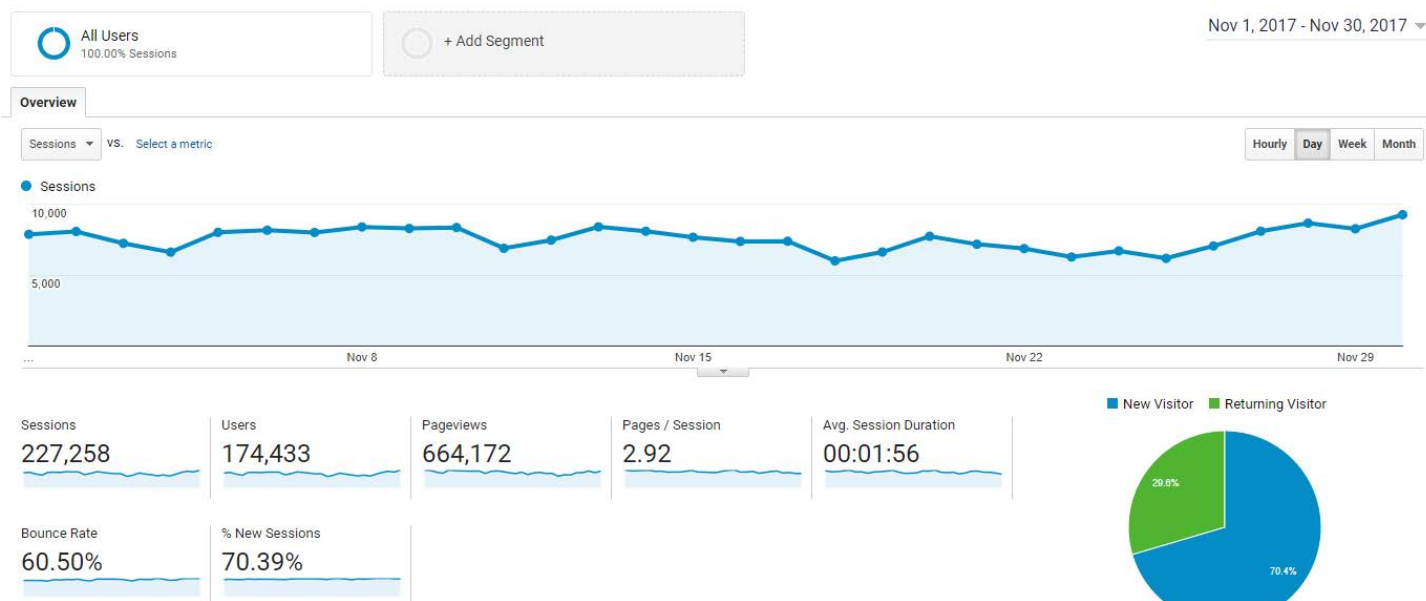 All Users
100.00% Sessions
+ Add Segment
Nov 1, 2017 - Nov 30, 2017
Overview
Sessions
VS.
Select a metric
Hourly
Day
Week
Month
Sessions
10,000
5,000
...
Nov 8
Nov 15
Nov 22
Nov 29
New Visitor
Returning Visitor
Sessions
227,258
Users
174,433
Pageviews
664,172
Pages / Session
2.92
Avg. Session Duration
00:01:56
29.6%
70.4%
Bounce Rate
60.50%
% New Sessions
70.39%